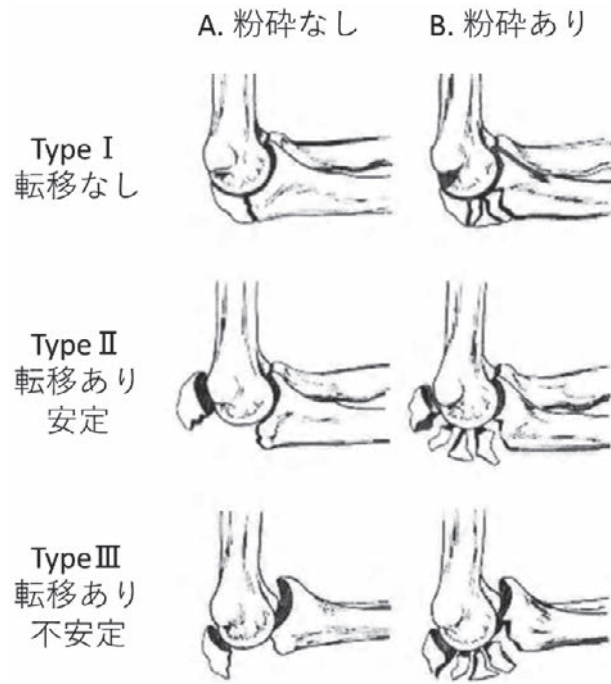 A. 粉砕なし
B. 粉砕あり
Type Ⅰ
転移なし
Type Ⅱ
転移あり
安定
Type Ⅲ
転移あり
不安定